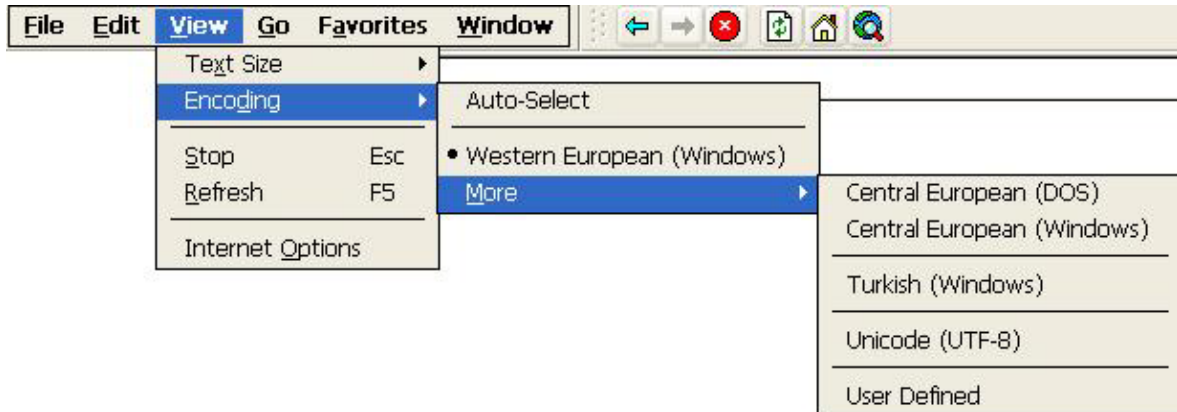 File Edit View Go Favorites Window
Text Size
Encoding
Stop Esc
Refresh F5
Internet Options
Auto-Select
Western European (Windows)
More
Central European (DOS)
Central European (Windows)
Turkish (Windows)
Unicode (UTF-8)
User Defined